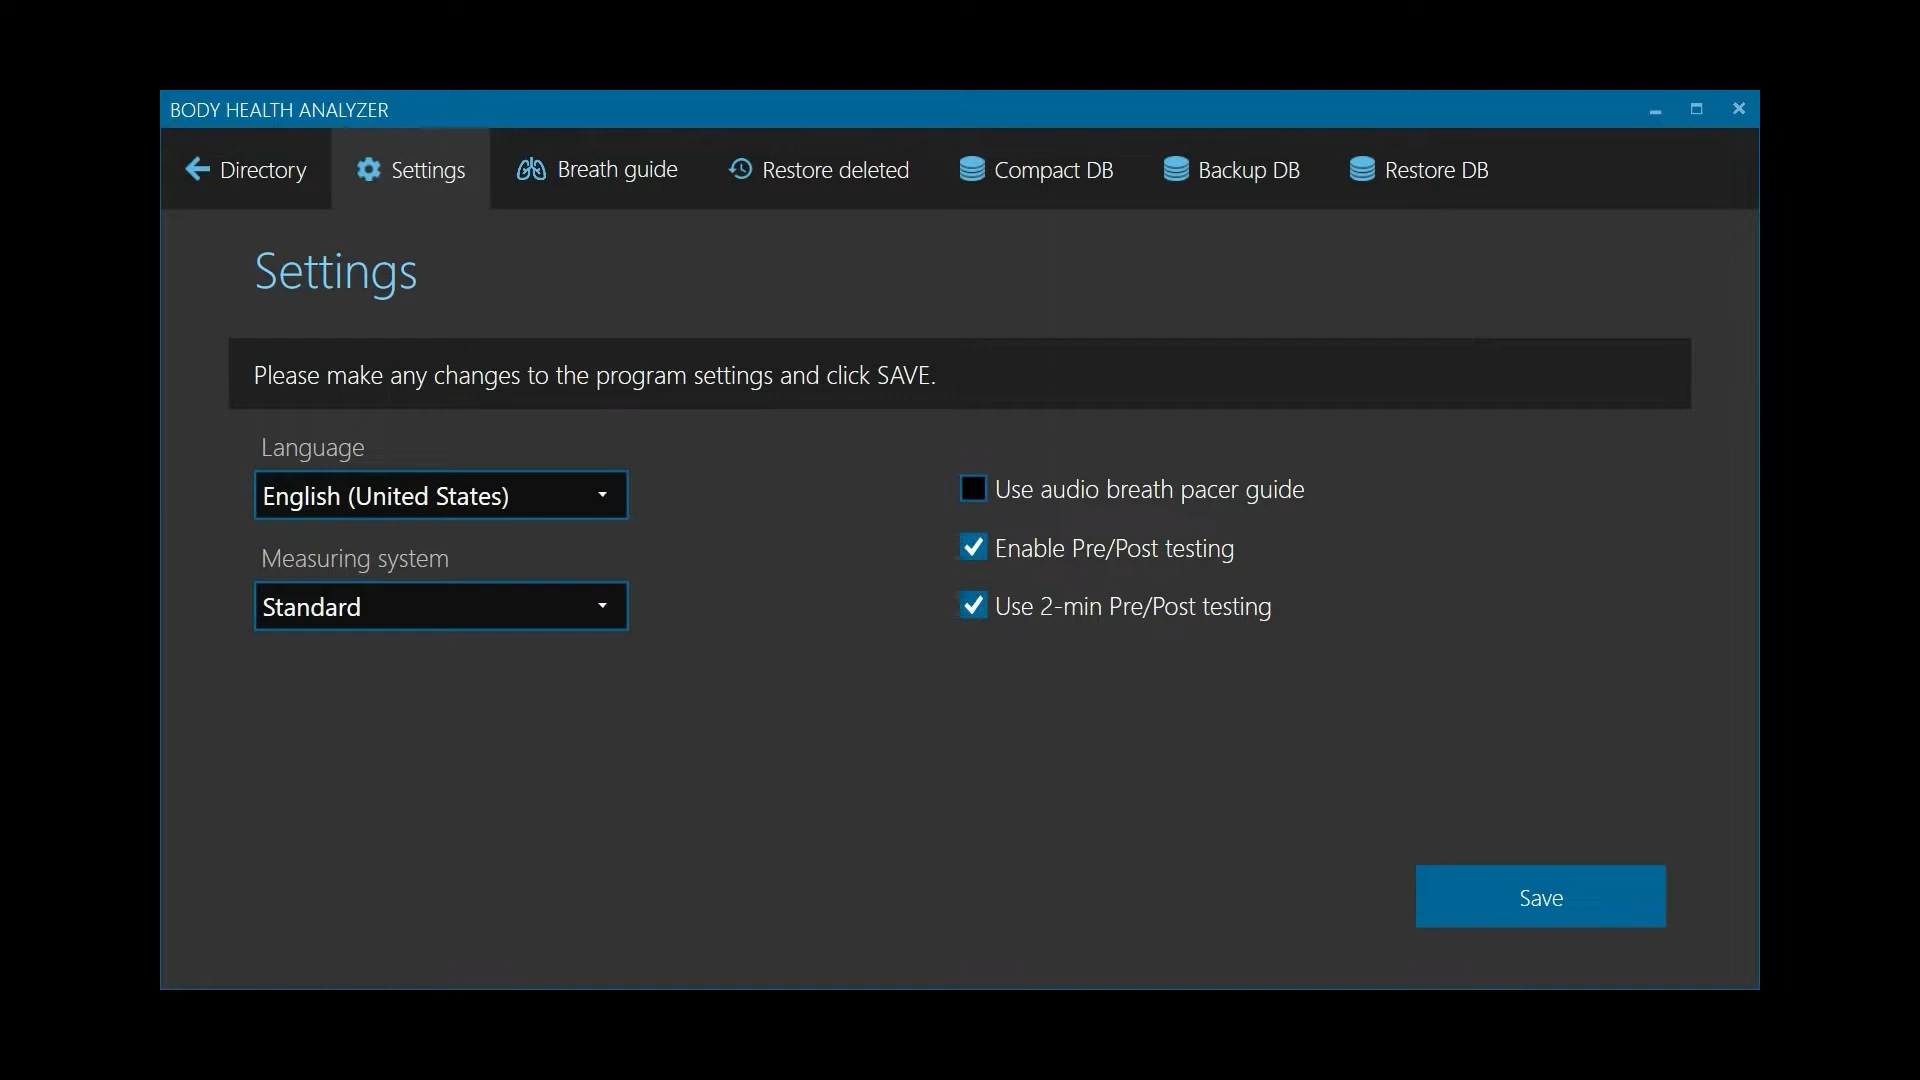 BODY HEALTH ANALYZER
Directory
Settings
Breath guide
Restore deleted
Compact DB
Backup DB
Restore DB
Settings
Please make any changes to the program settings and click SAVE.
Language
English (United States)
Measuring system
Standard
Use audio breath pacer guide
Enable Pre/Post testing
Use 2-min Pre/Post testing
Save